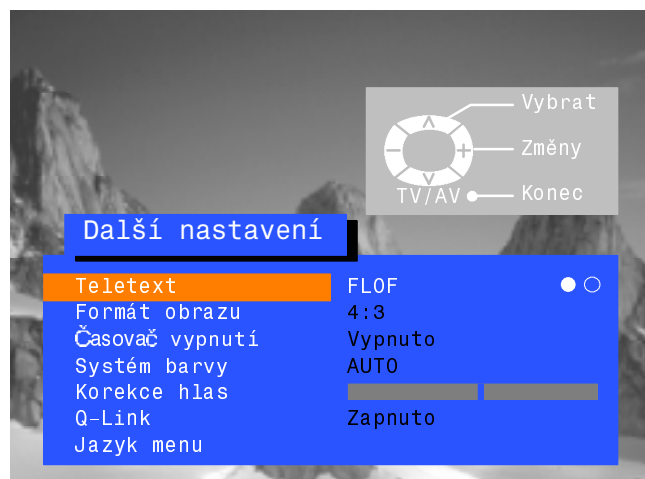 Vybrat
Změny
TV/AV Konec
Další nastavení
Teletext FLOF
Formát obrazu 4:3
Časovač vypnutí Vypnuto
Systém barvy AUTO
Korekce hlas
Q–Link Zapnuto
Jazyk menu